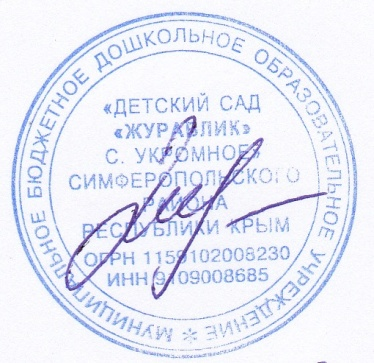 МУНИЦИПАЛЬНОЕ БЮДЖЕТНОЕ ДОШКОЛЬНОЕ ОБРАЗОВАТЕЛЬНОЕ УЧРЕЖДЕНИЕ *
«ДЕТСКИЙ САД
«ЖУРАВЛИК»
С. УКРОМНОЕ»
СИМФЕРОПОЛЬСКОГО
РАЙОНА
РЕСПУБЛИКИ КРЫМ
ОГРН 1159102008230
ИНН 9109008685